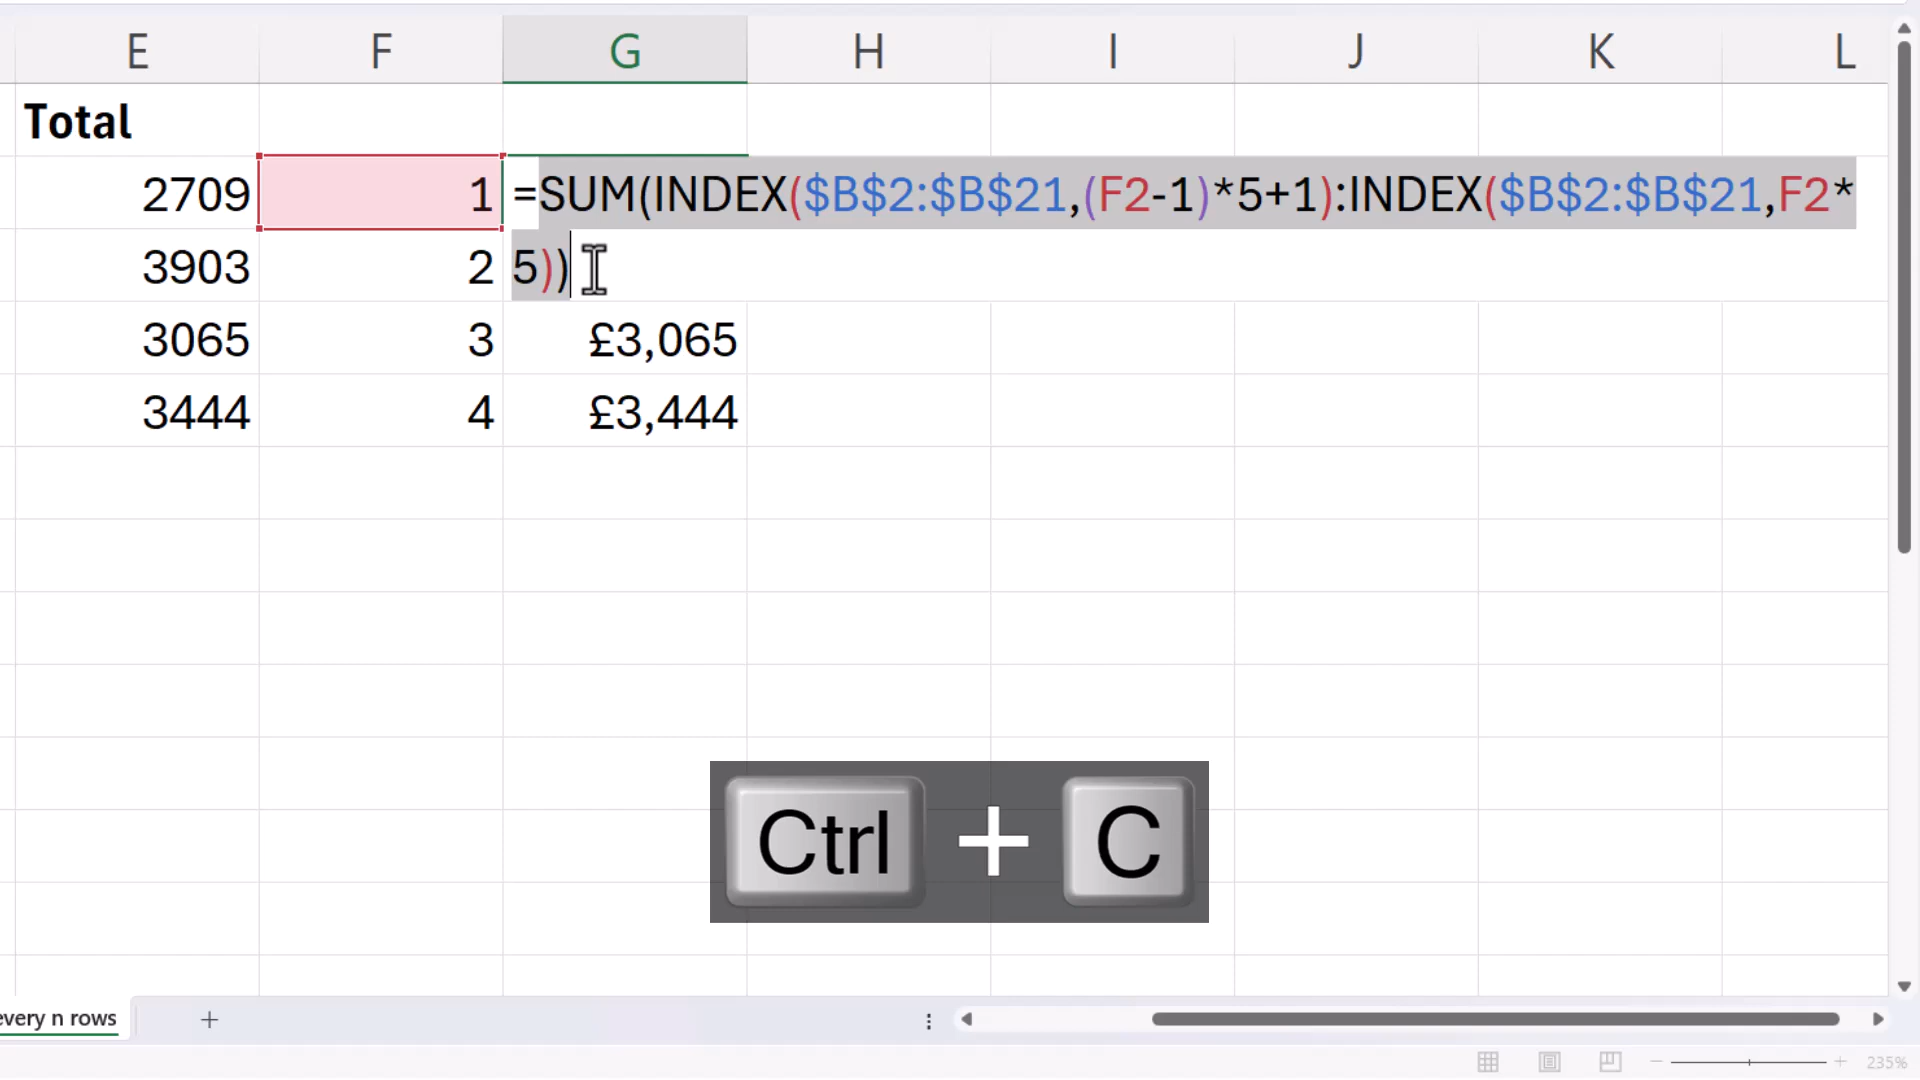 E F G H I J K L
Total
2709 1 =SUM(INDEX($B$2:$B$21,(F2-1)*5+1):INDEX($B$2:$B$21,F2*
3903 2 5))
3065 3 £3,065
3444 4 £3,444
Ctrl + C
every n rows
235%